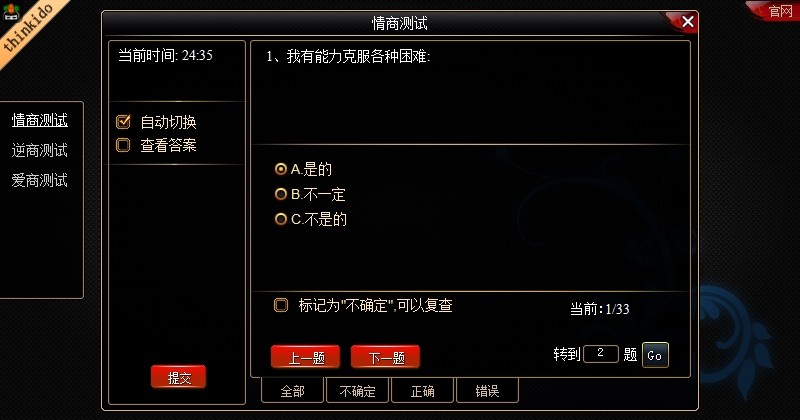 thinkido
官网
情商测试
逆商测试
爱商测试
情商测试
当前时间: 24:35
自动切换
查看答案
提交
1、我有能力克服各种困难:
A.是的
B.不一定
C.不是的
标记为"不确定",可以复查
当前:1/33
上一题
下一题
转到 2 题 Go
全部
不确定
正确
错误